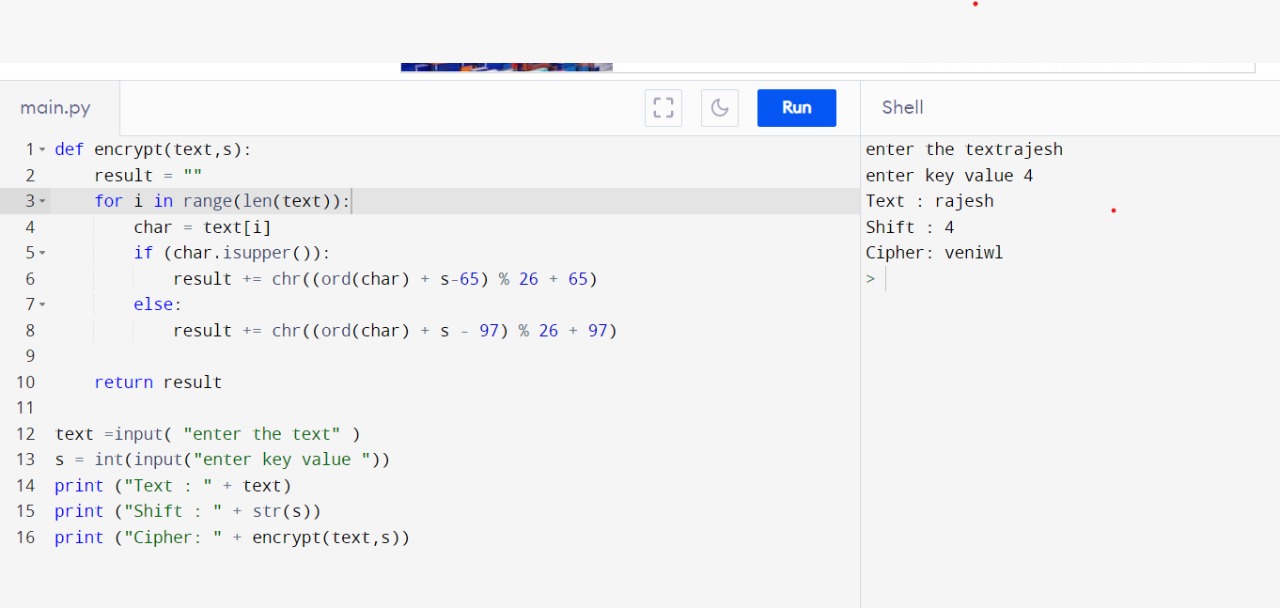 main.py
Run
Shell
1 def encrypt(text,s):
2     result = ""
3     for i in range(len(text)):
4         char = text[i]
5         if (char.isupper()):
6             result += chr((ord(char) + s-65) % 26 + 65)
7         else:
8             result += chr((ord(char) + s - 97) % 26 + 97)
9
10     return result
11
12 text =input( "enter the text" )
13 s = int(input("enter key value "))
14 print ("Text : " + text)
15 print ("Shift : " + str(s))
16 print ("Cipher: " + encrypt(text,s))
enter the textrajesh
enter key value 4
Text : rajesh
Shift : 4
Cipher: veniwl
>